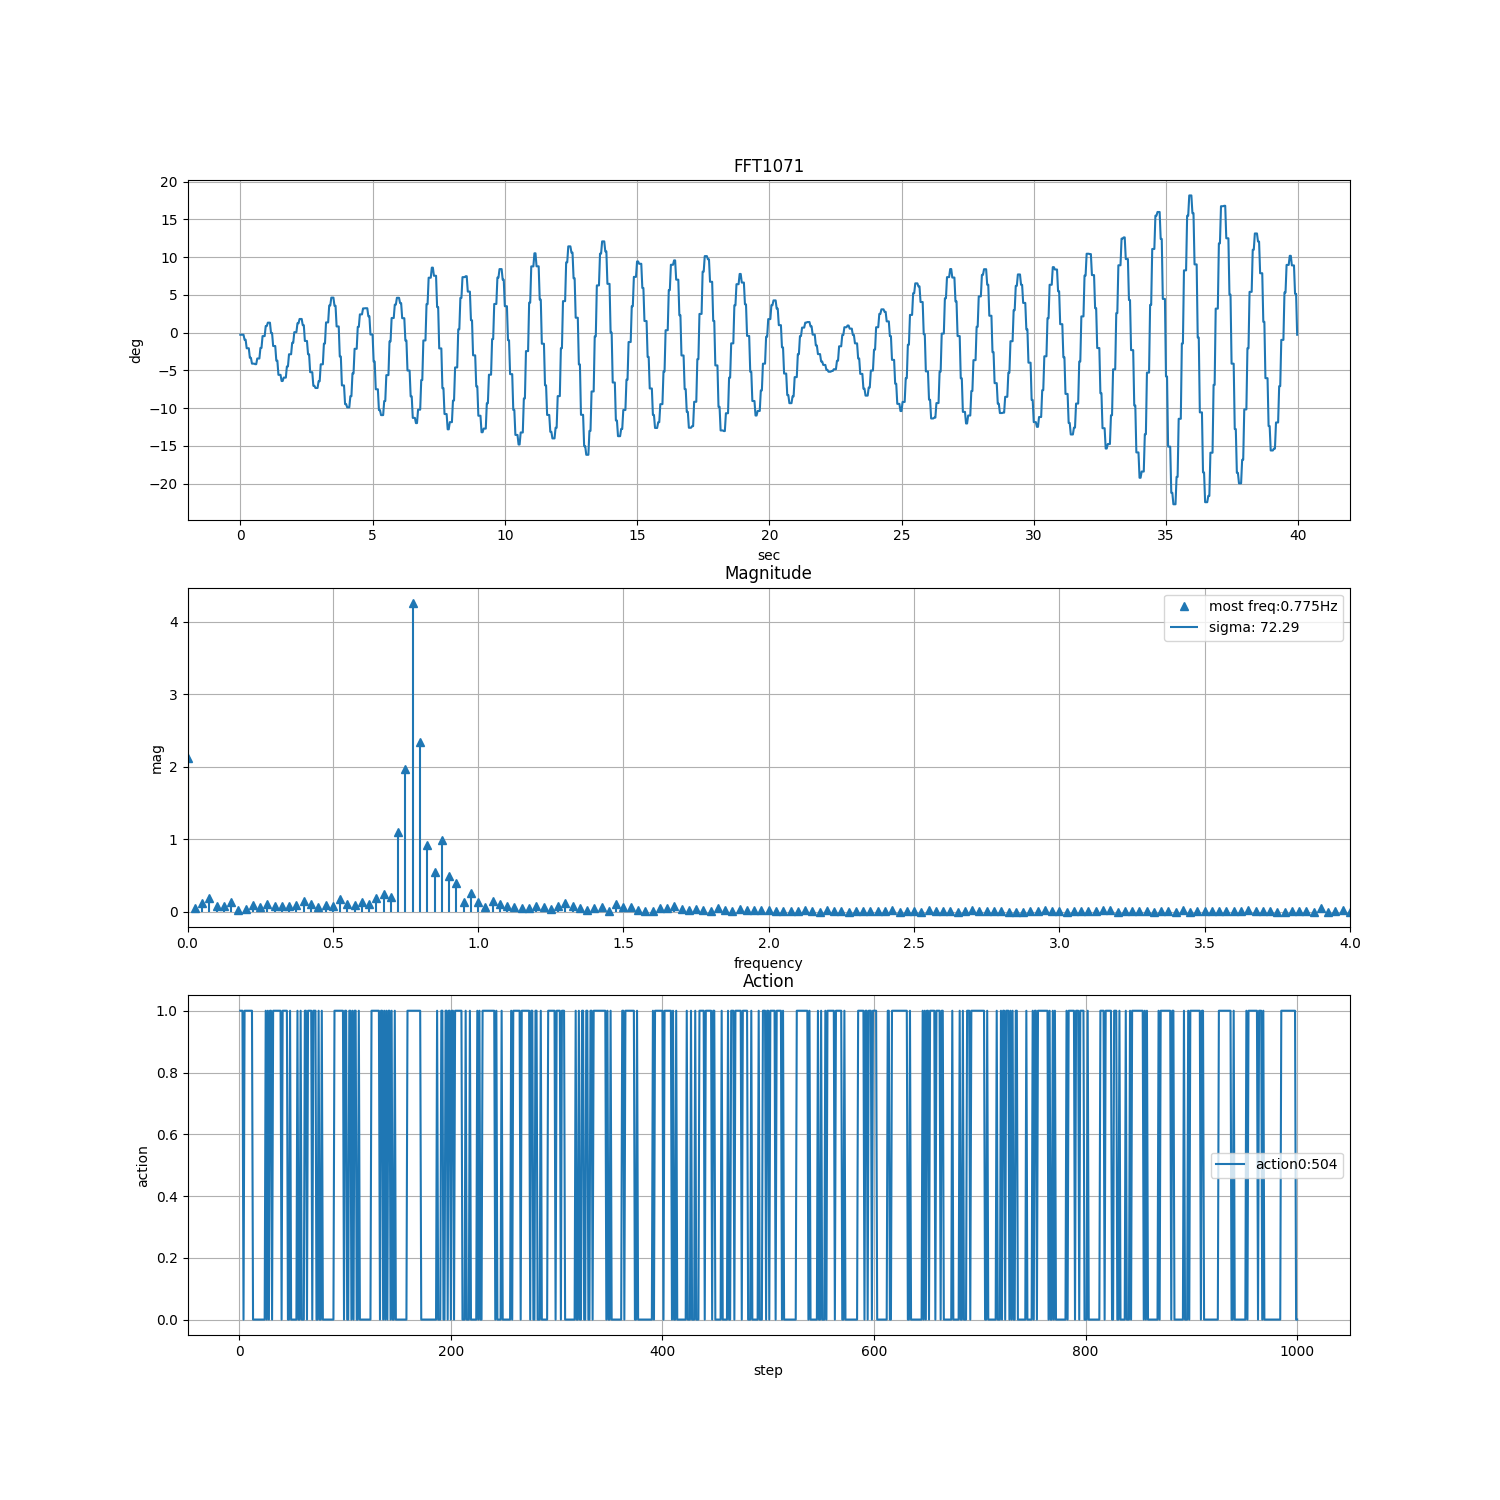 FFT1071
20
15
10
5
0
−5
−10
−15
−20
deg
0 5 10 15 20 25 30 35 40
sec
Magnitude
4
3
2
1
0
mag
most freq:0.775Hz
sigma: 72.29
0.0 0.5 1.0 1.5 2.0 2.5 3.0 3.5 4.0
frequency
Action
1.0
0.8
0.6
0.4
0.2
0.0
action
action0:504
0 200 400 600 800 1000
step